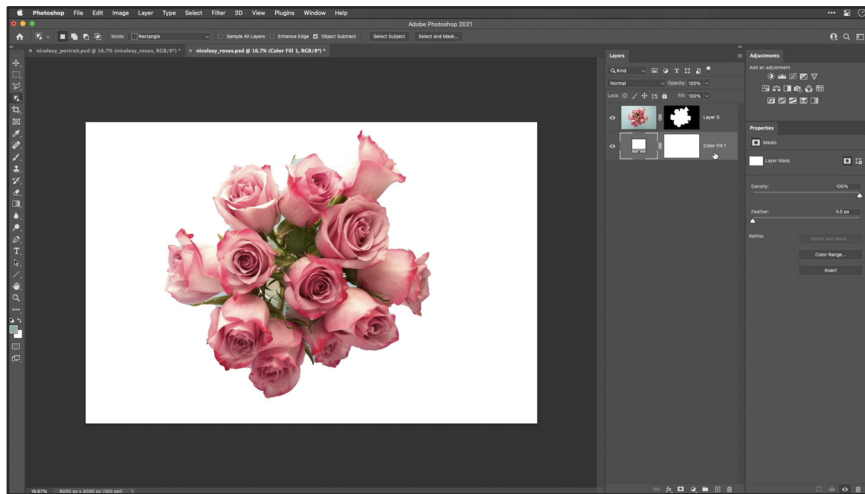 Photoshop File Edit Image Layer Type Select Filter 3D View Plugins Window Help
Adobe Photoshop 2021
Mode: Rectangle Sample All Layers Enhance Edge Object Subtract Select Subject Select and Mask...
nicolesy_portrait.psd @ 16.7% (nicolesy_roses, RGB/8*) *
nicolesy_roses.psd @ 16.7% (Color Fill 1, RGB/8*) *
Layers
Kind
Normal Opacity: 100%
Lock: Fill: 100%
Layer 0
Color Fill 1
Adjustments
Add an adjustment
Properties
Masks
Layer Mask
Density: 100%
Feather: 0.0 px
Refine: Select and Mask...
Color Range...
Invert
16.67%